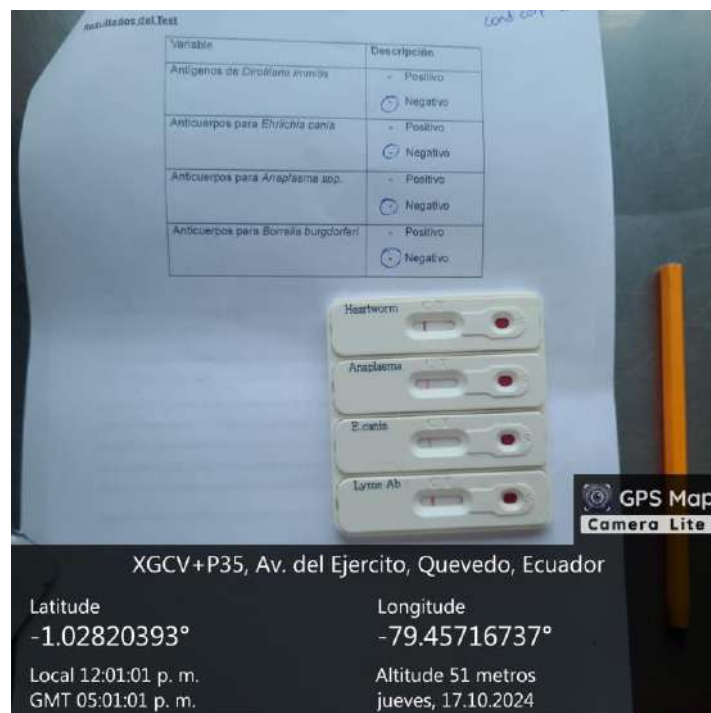 Resultados del Test
Cond corp
Variable Descripción
Antígenos de Dirofilaria immitis - Positivo
- Negativo
Anticuerpos para Ehrlichia canis - Positivo
- Negativo
Anticuerpos para Anaplasma spp. - Positivo
- Negativo
Anticuerpos para Borrelia burgdorferi - Positivo
- Negativo
Heartworm C T
Anaplasma C T
E.canis C T
Lyme Ab C T
GPS Map
Camera Lite
XGCV+P35, Av. del Ejercito, Quevedo, Ecuador
Latitude Longitude
-1.02820393° -79.45716737°
Local 12:01:01 p. m. Altitude 51 metros
GMT 05:01:01 p. m. jueves, 17.10.2024